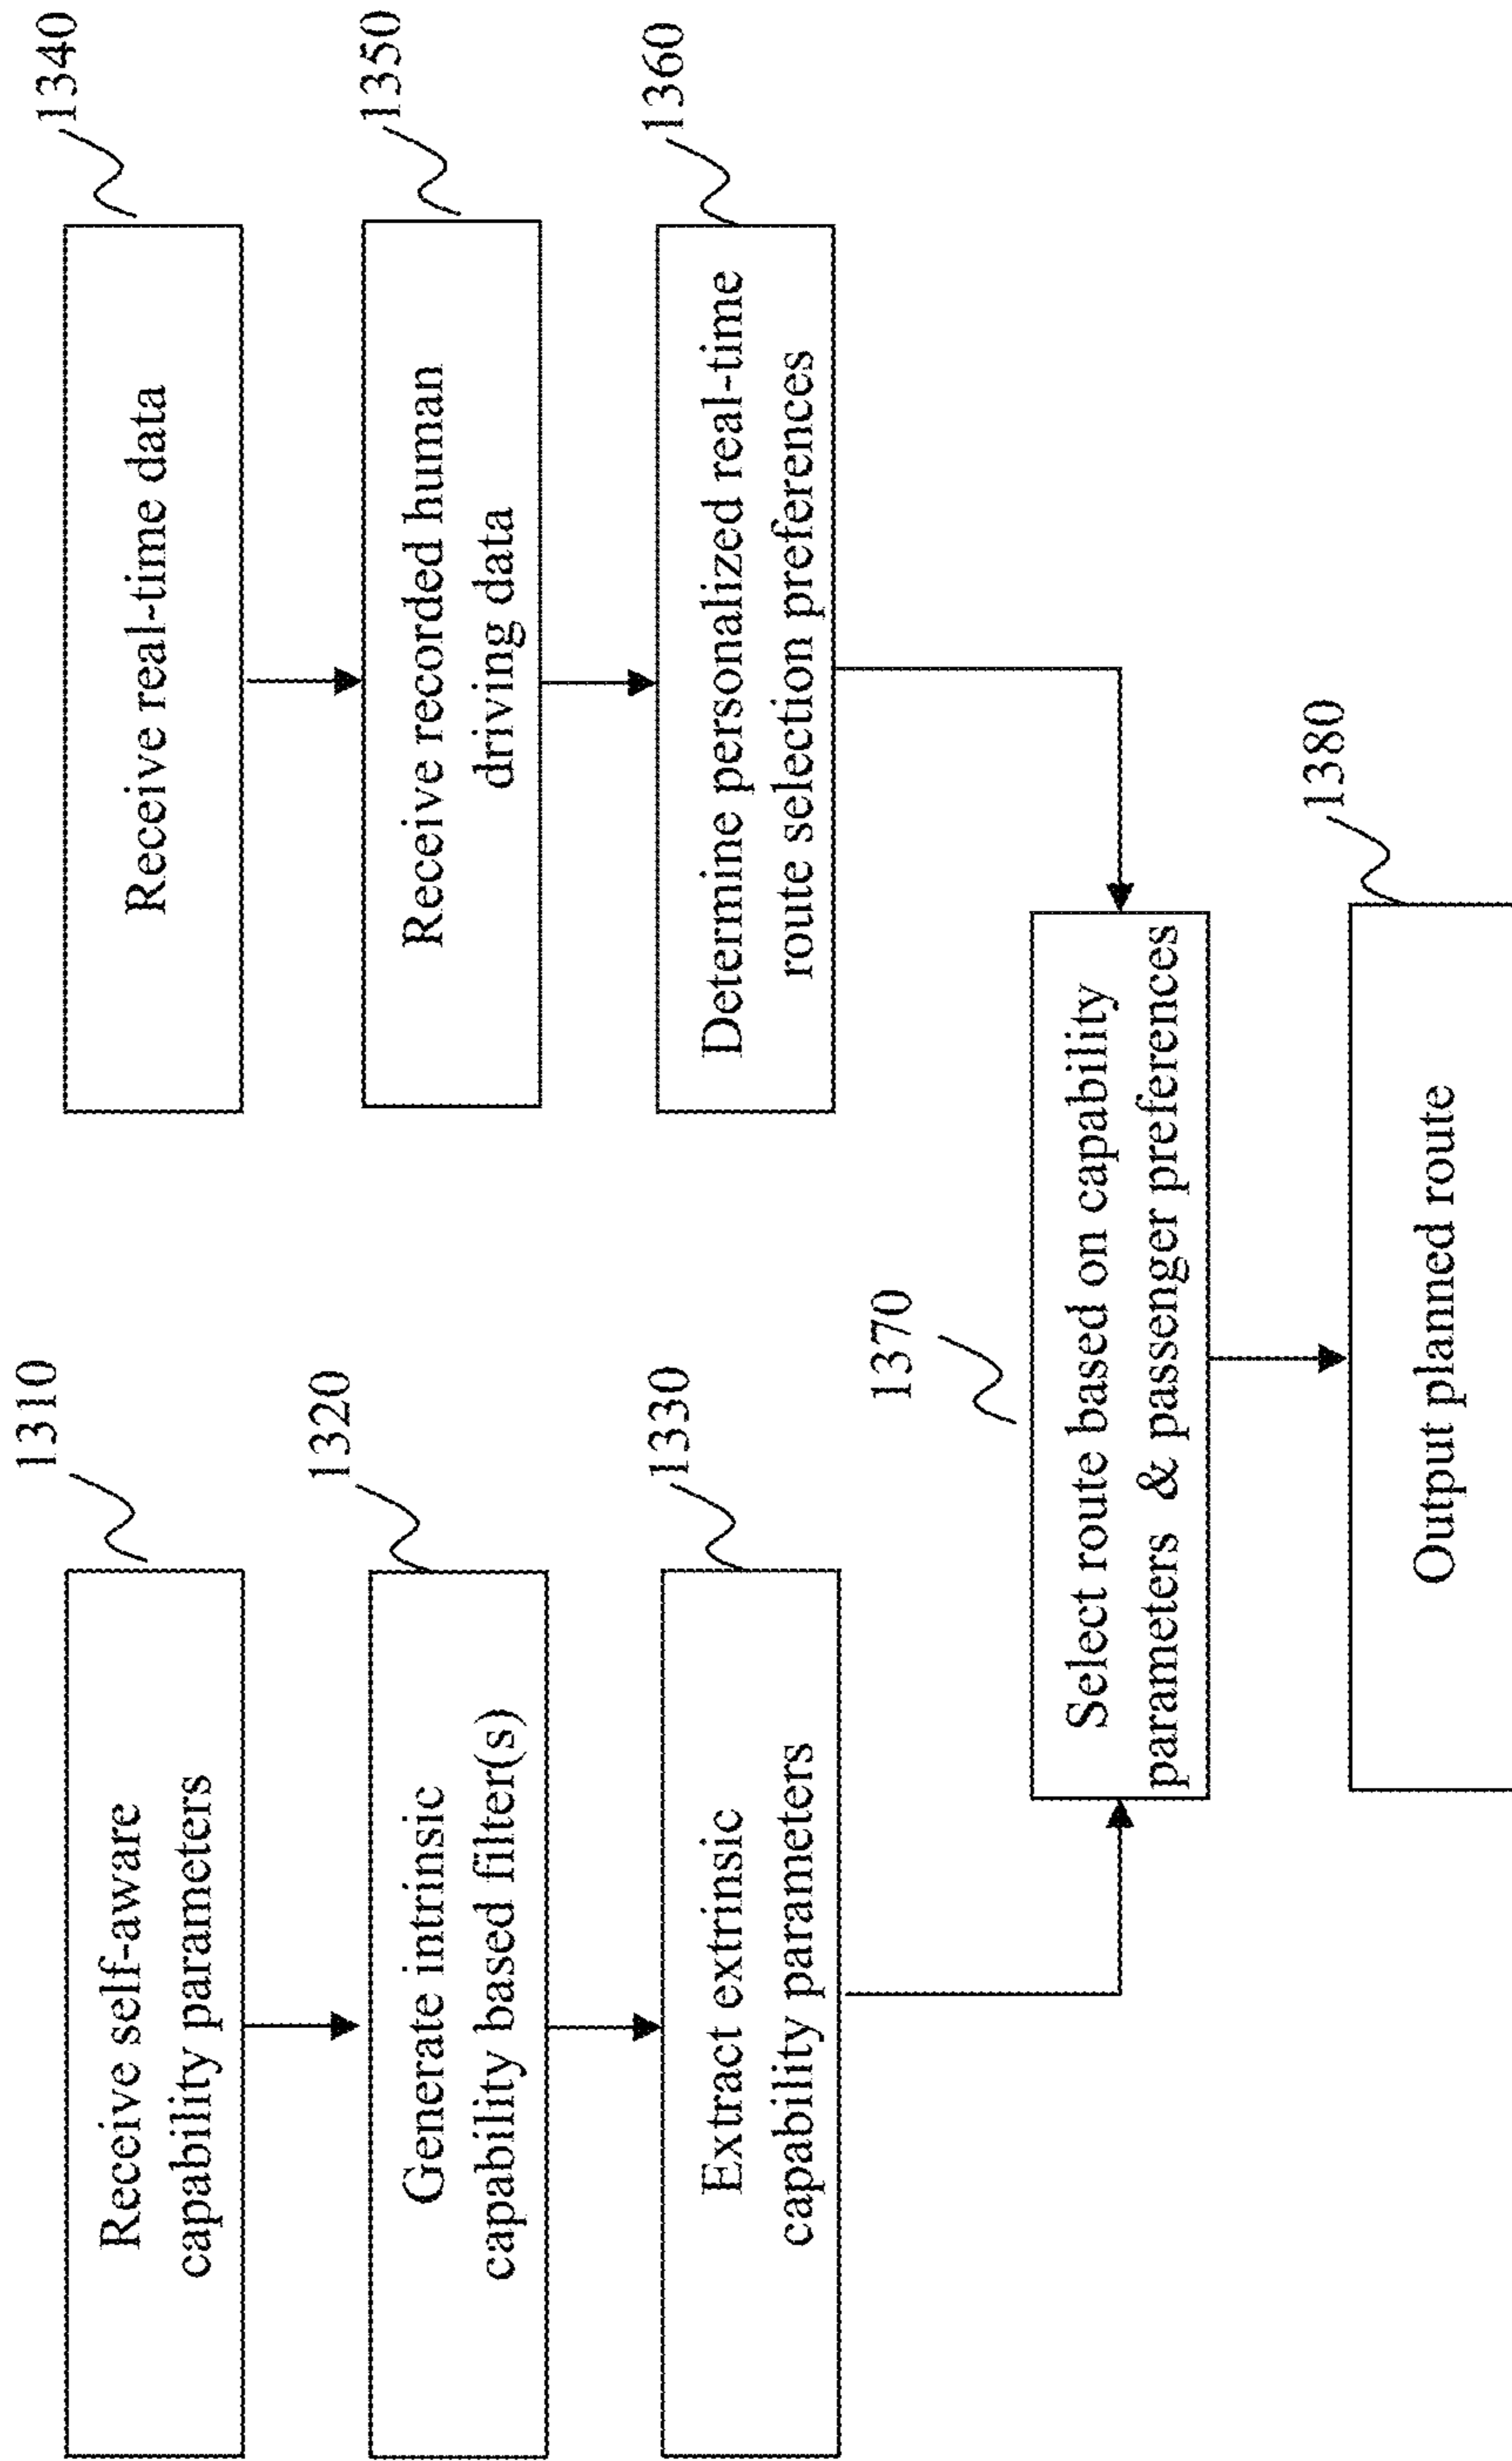 1310
Receive self-aware
capability parameters
1320
Generate intrinsic
capability based filter(s)
1330
Extract extrinsic
capability parameters
1340
Receive real-time data
1350
Receive recorded human
driving data
1360
Determine personalized real-time
route selection preferences
1370
Select route based on capability
parameters & passenger preferences
1380
Output planned route